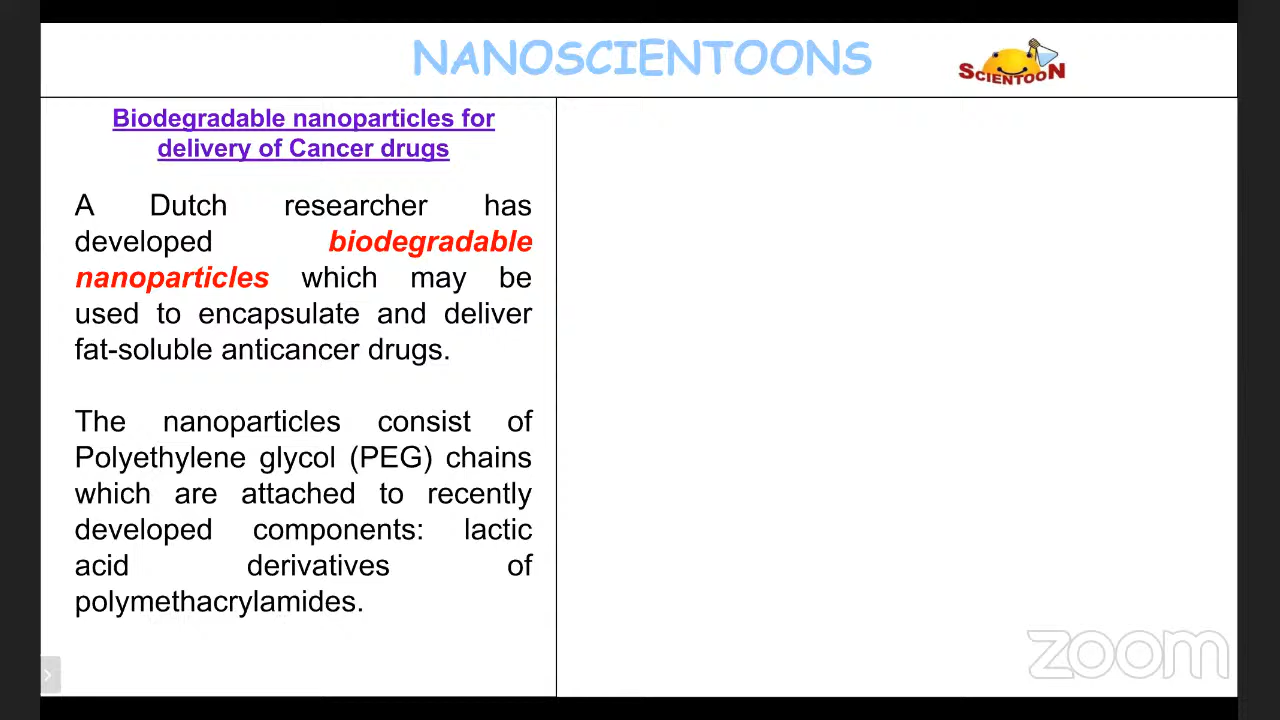 NANOSCIENTOONS
SCIENTOON
Biodegradable nanoparticles for
delivery of Cancer drugs
A Dutch researcher has
developed biodegradable
nanoparticles which may be
used to encapsulate and deliver
fat-soluble anticancer drugs.
The nanoparticles consist of
Polyethylene glycol (PEG) chains
which are attached to recently
developed components: lactic
acid derivatives of
polymethacrylamides.
zoom